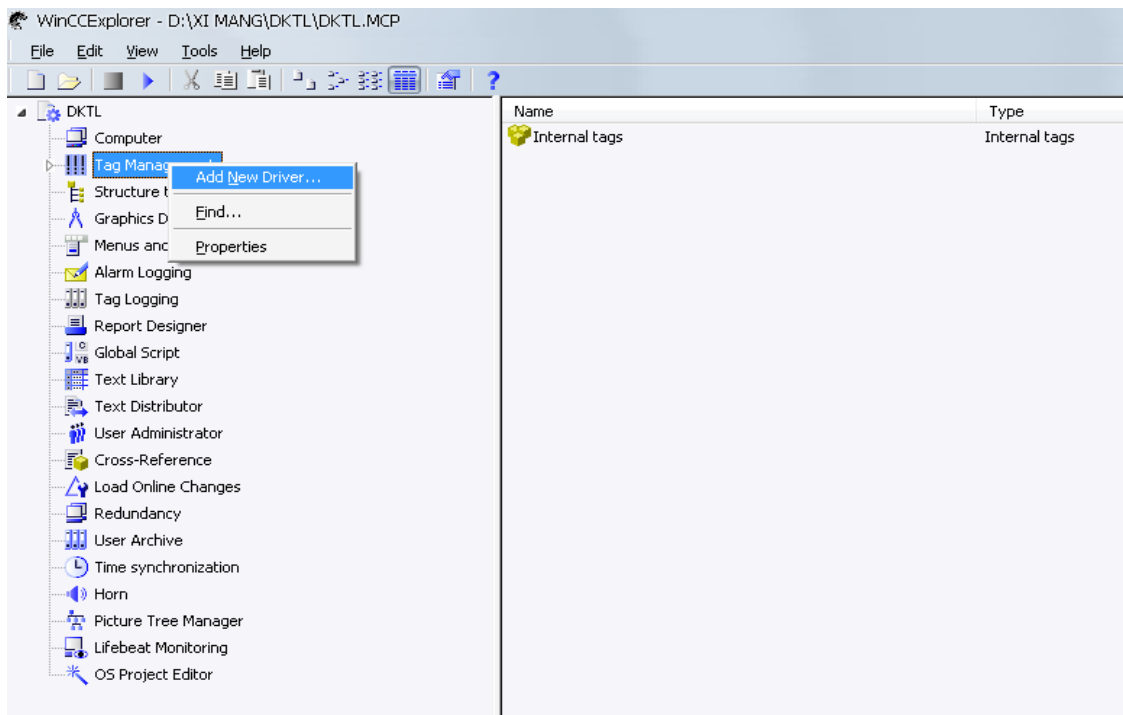 WinCCExplorer - D:\XI MANG\DKTL\DKTL.MCP
File Edit View Tools Help
DKTL
Computer
Tag Manag
Structure t
Graphics D
Menus and
Alarm Logging
Tag Logging
Report Designer
Global Script
Text Library
Text Distributor
User Administrator
Cross-Reference
Load Online Changes
Redundancy
User Archive
Time synchronization
Horn
Picture Tree Manager
Lifebeat Monitoring
OS Project Editor
Add New Driver...
Find...
Properties
Name Type
Internal tags Internal tags